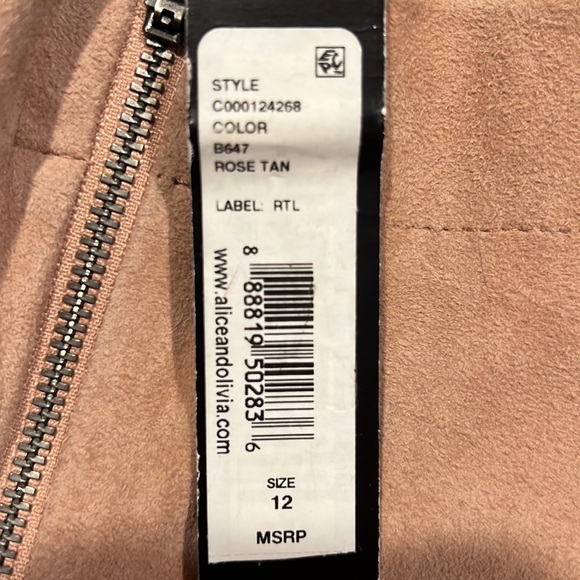 STYLE
C000124268
COLOR
B647
ROSE TAN
LABEL: RTL
8 88819 50283 6
www.aliceandolivia.com
SIZE
12
MSRP